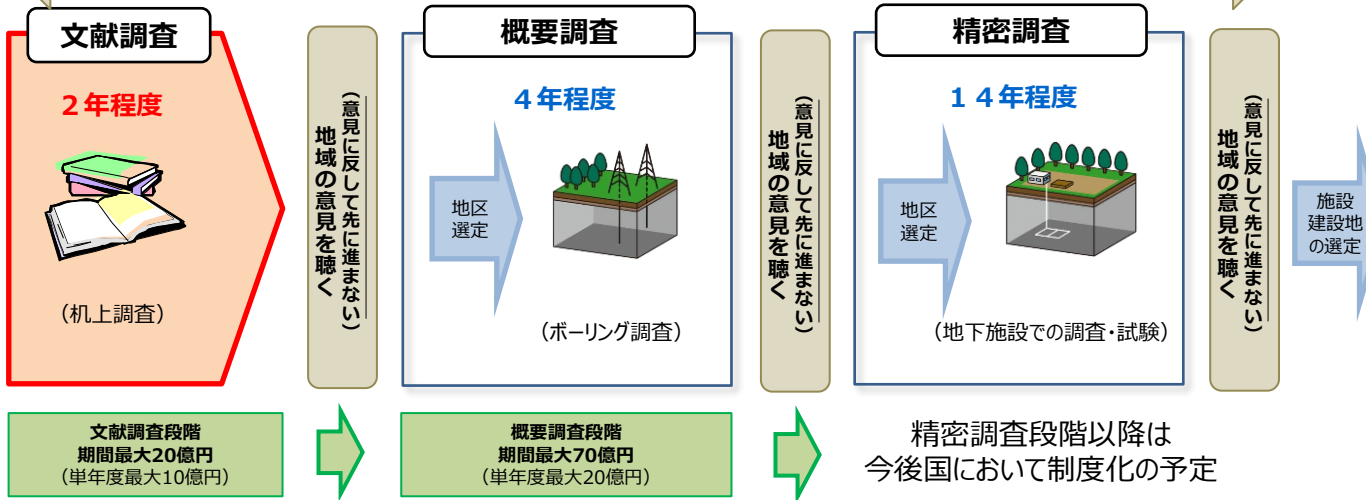 文献調査
２年程度
（机上調査）
（意見に反して先に進まない）
地域の意見を聴く
概要調査
４年程度
地区
選定
（ボーリング調査）
（意見に反して先に進まない）
地域の意見を聴く
精密調査
１４年程度
地区
選定
（地下施設での調査・試験）
（意見に反して先に進まない）
地域の意見を聴く
施設
建設地
の選定
文献調査段階
期間最大20億円
（単年度最大10億円）
概要調査段階
期間最大70億円
（単年度最大20億円）
精密調査段階以降は
今後国において制度化の予定